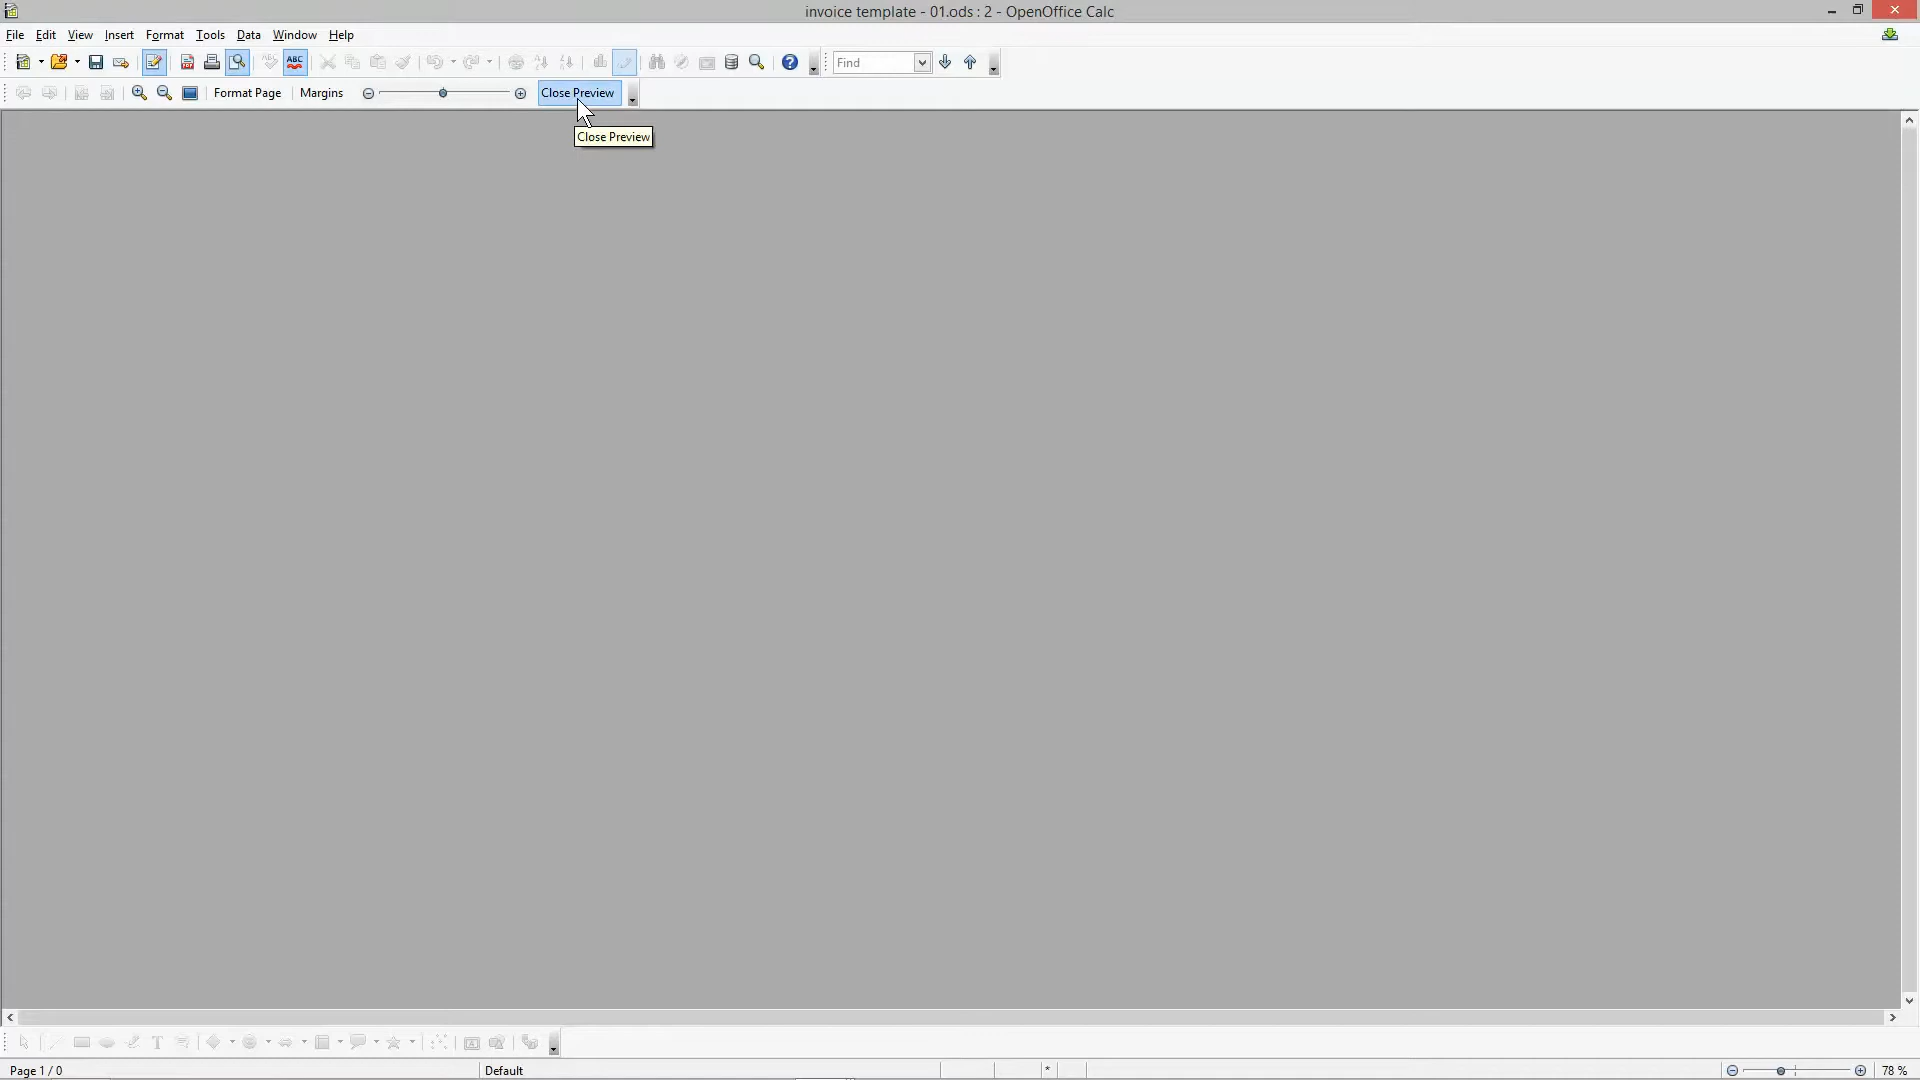 invoice template - 01.ods : 2 - OpenOffice Calc
File Edit View Insert Format Tools Data Window Help
ABC Find
Format Page Margins Close Preview
Close Preview
T
Page 1 / 0 Default * 78 %